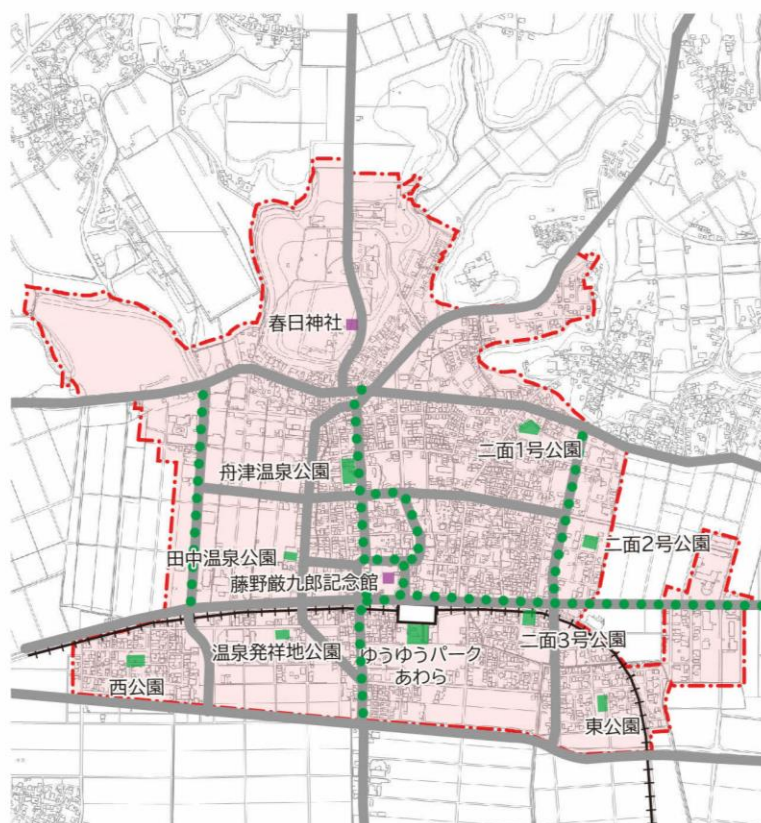 春日神社
二面1号公園
舟津温泉公園
二面2号公園
田中温泉公園
藤野厳九郎記念館
二面3号公園
温泉発祥地公園
ゆうゆうパーク
あわら
西公園
東公園